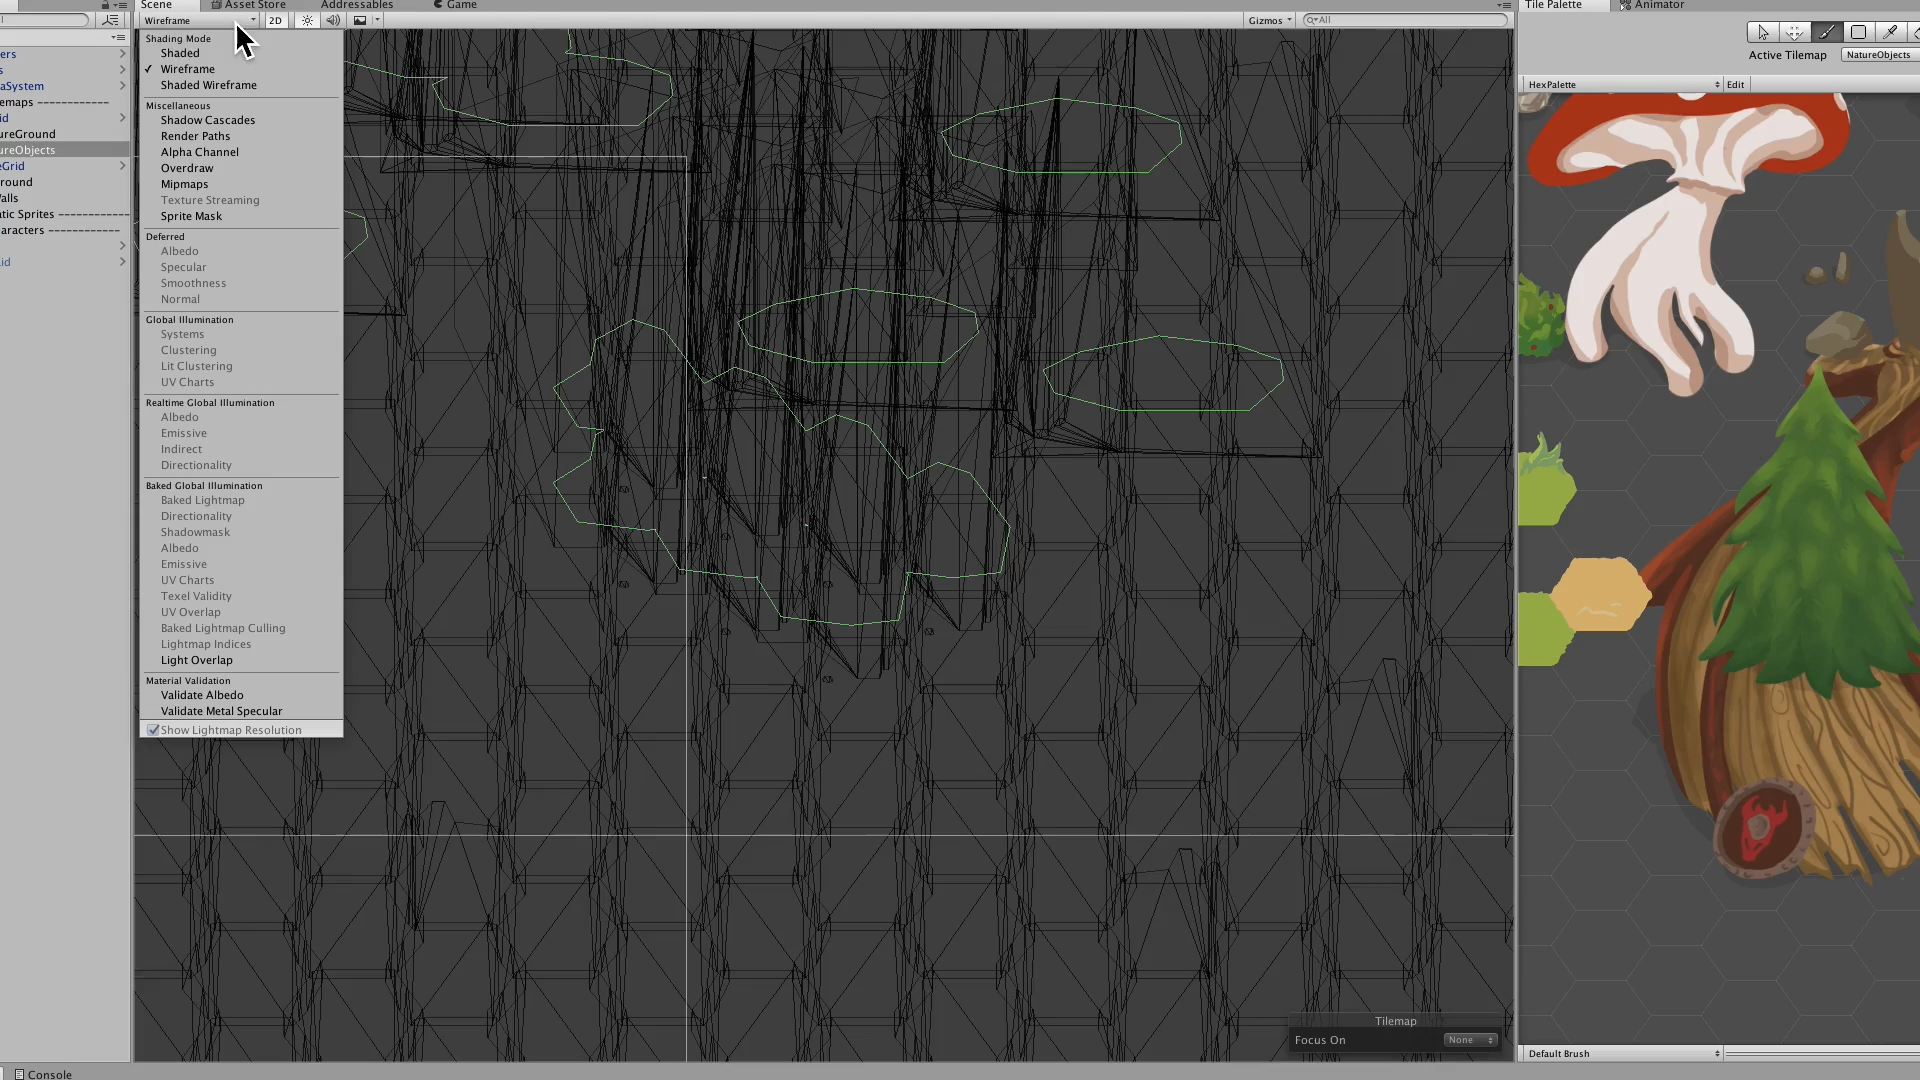 Scene
Asset Store
Addressables
Game
Tile Palette
Animator
Wireframe
2D
Gizmos
All
Shading Mode
Shaded
Wireframe
Shaded Wireframe
Miscellaneous
Shadow Cascades
Render Paths
Alpha Channel
Overdraw
Mipmaps
Texture Streaming
Sprite Mask
Deferred
Albedo
Specular
Smoothness
Normal
Global Illumination
Systems
Clustering
Lit Clustering
UV Charts
Realtime Global Illumination
Albedo
Emissive
Indirect
Directionality
Baked Global Illumination
Baked Lightmap
Directionality
Shadowmask
Albedo
Emissive
UV Charts
Texel Validity
UV Overlap
Baked Lightmap Culling
Lightmap Indices
Light Overlap
Material Validation
Validate Albedo
Validate Metal Specular
Show Lightmap Resolution
ers
s
aSystem
emaps ------------
id
ureGround
ureObjects
eGrid
round
alls
atic Sprites ------------
aracters ------------
id
Active Tilemap
NatureObjects
HexPalette
Edit
Tilemap
Focus On
None
Default Brush
Console